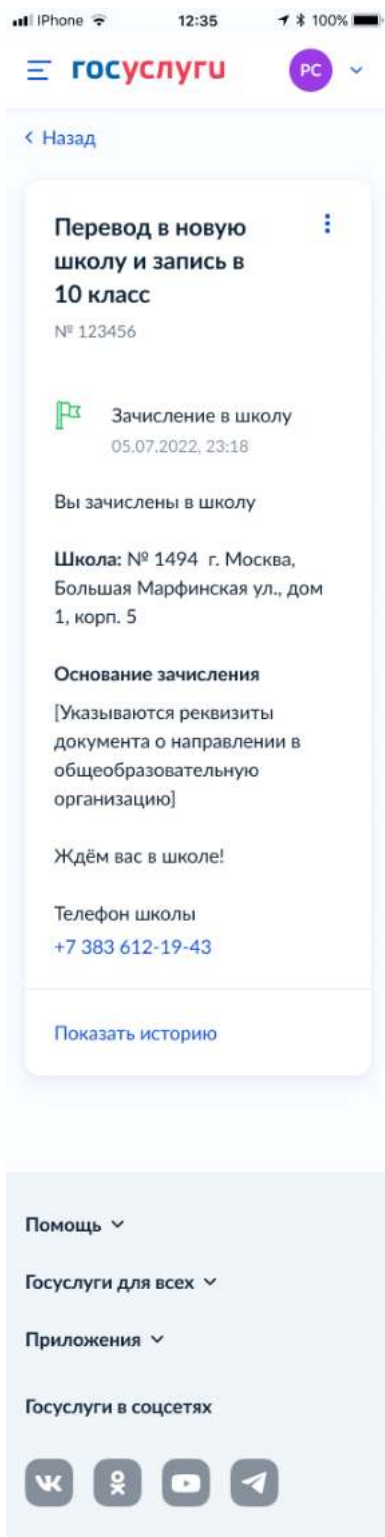 iPhone 12:35 100%
госуслуги РС
Назад
Перевод в новую
школу и запись в
10 класс
№ 123456
Зачисление в школу
05.07.2022, 23:18
Вы зачислены в школу
Школа: № 1494 г. Москва,
Большая Марфинская ул., дом
1, корп. 5
Основание зачисления
[Указываются реквизиты
документа о направлении в
общеобразовательную
организацию]
Ждём вас в школе!
Телефон школы
+7 383 612-19-43
Показать историю
Помощь
Госуслуги для всех
Приложения
Госуслуги в соцсетях